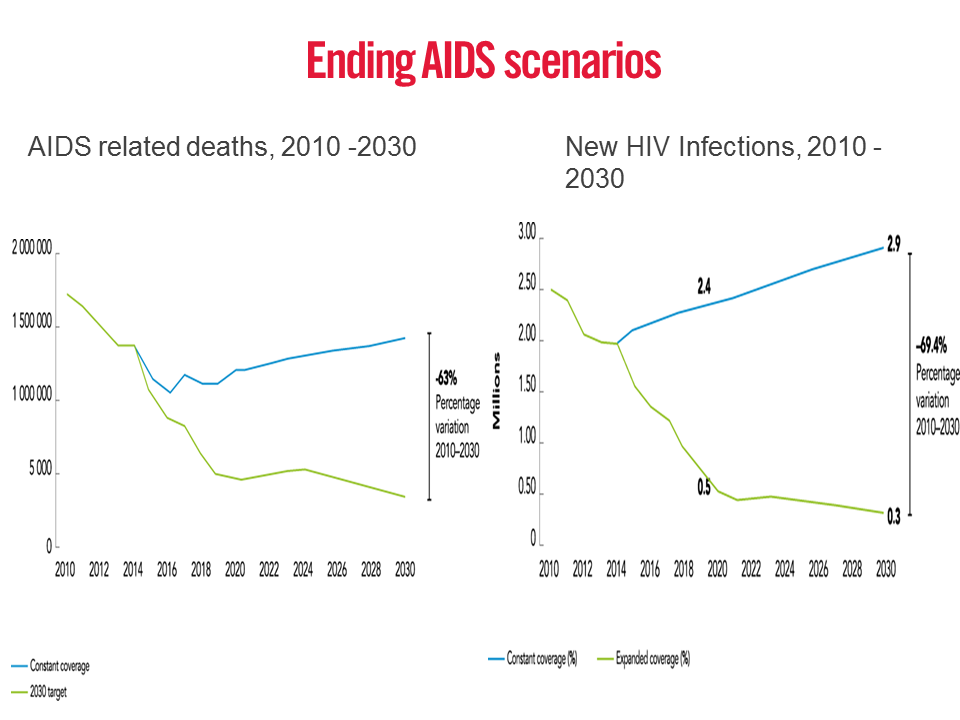 Ending AIDS scenarios
AIDS related deaths, 2010 -2030
2 000 000
1 500 000
1 000 000
5 000
0
2010 2012 2014 2016 2018 2020 2022 2024 2026 2028 2030
-63%
Percentage
variation
2010–2030
Constant coverage
2030 target
New HIV Infections, 2010 -
2030
Millions
3.00
2.50
2.00
1.50
1.00
0.50
0
2.4
2.9
0.5
0.3
2010 2012 2014 2016 2018 2020 2022 2024 2026 2028 2030
–69.4%
Percentage
variation
2010–2030
Constant coverage (%) Expanded coverage (%)